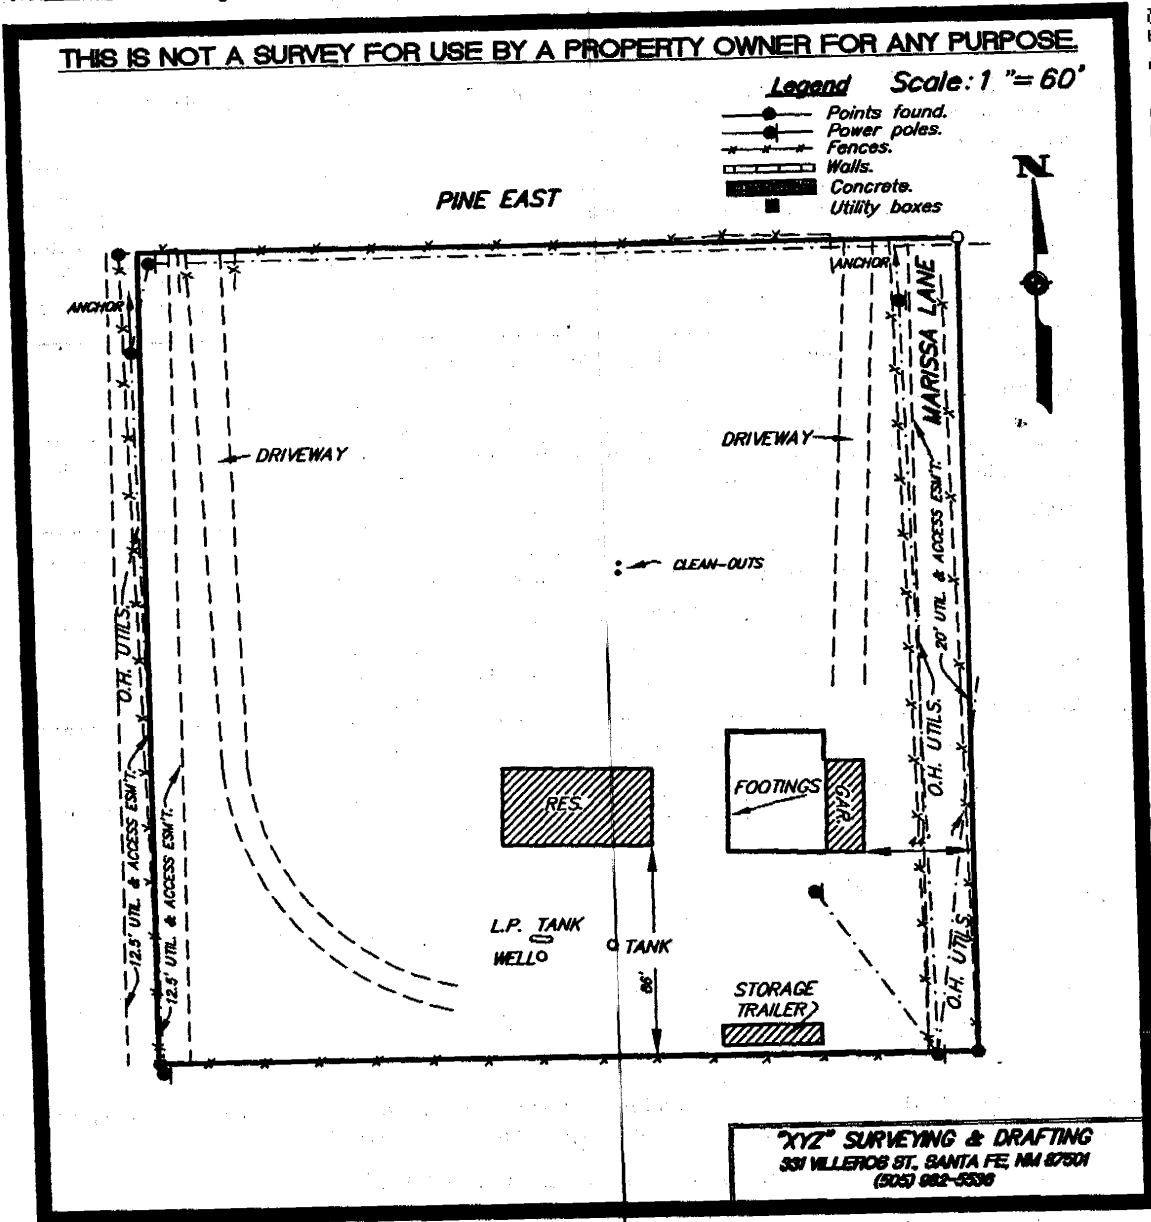 THIS IS NOT A SURVEY FOR USE BY A PROPERTY OWNER FOR ANY PURPOSE.
Legend Scale: 1 "= 60'
Points found.
Power poles.
Fences.
Walls.
Concrete.
Utility boxes
N
PINE EAST
ANCHOR
ANCHOR
MARISSA LANE
DRIVEWAY
DRIVEWAY
CLEAN-OUTS
O.H. UTILS.
20' UTIL. & ACCESS ESM'T.
O.H. UTILS.
12.5' UTIL. & ACCESS ESM'T.
12.5' UTIL. & ACCESS ESM'T.
RES.
FOOTINGS
GAR.
O.H. UTILS.
L.P. TANK
WELL
TANK
STORAGE
TRAILER
"XYZ" SURVEYING & DRAFTING
331 VILLEROS ST., SANTA FE, NM 87501
(505) 982-5536